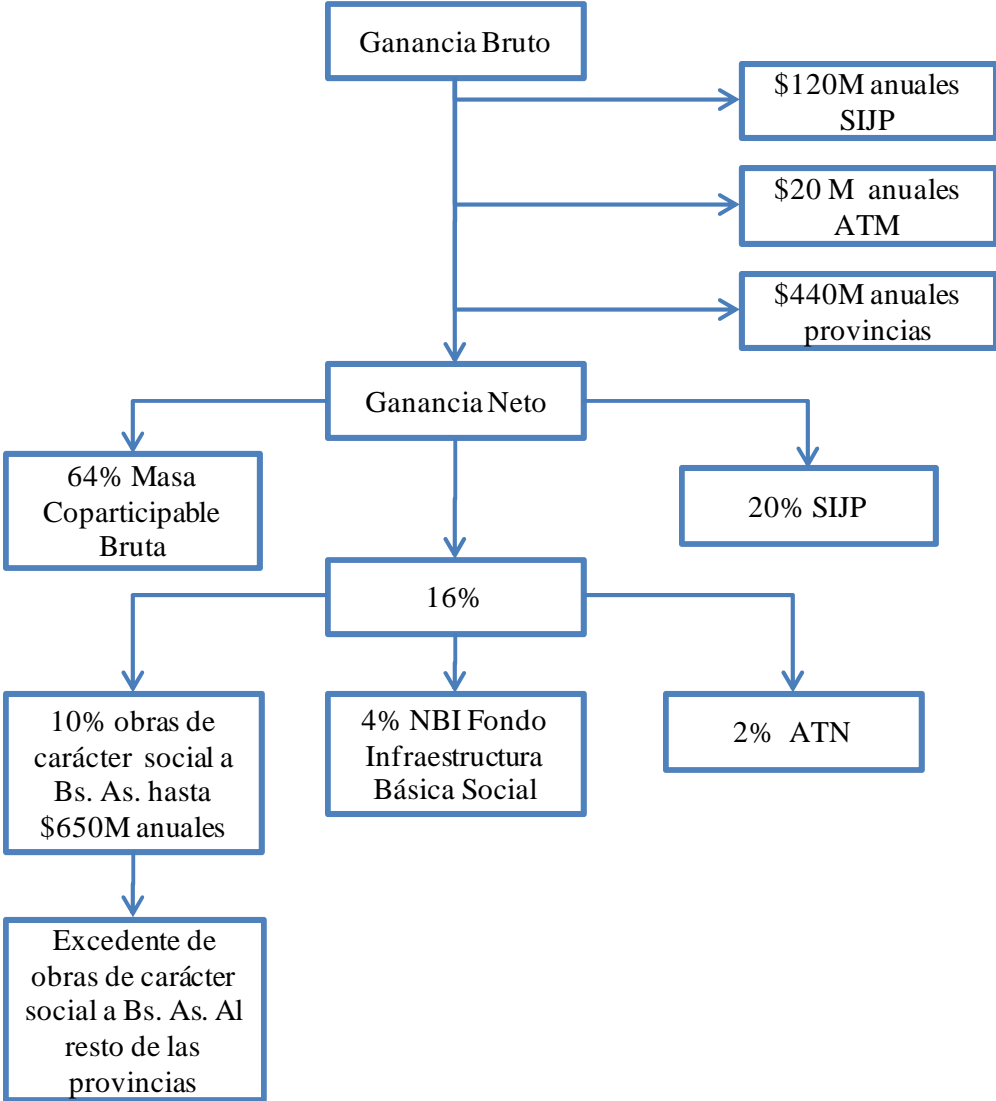 Ganancia Bruto
$120M anuales
SIJP
$20 M anuales
ATM
$440M anuales
provincias
Ganancia Neto
64% Masa
Coparticipable
Bruta
20% SIJP
16%
10% obras de
carácter social a
Bs. As. hasta
$650M anuales
4% NBI Fondo
Infraestructura
Básica Social
2% ATN
Excedente de
obras de carácter
social a Bs. As. Al
resto de las
provincias